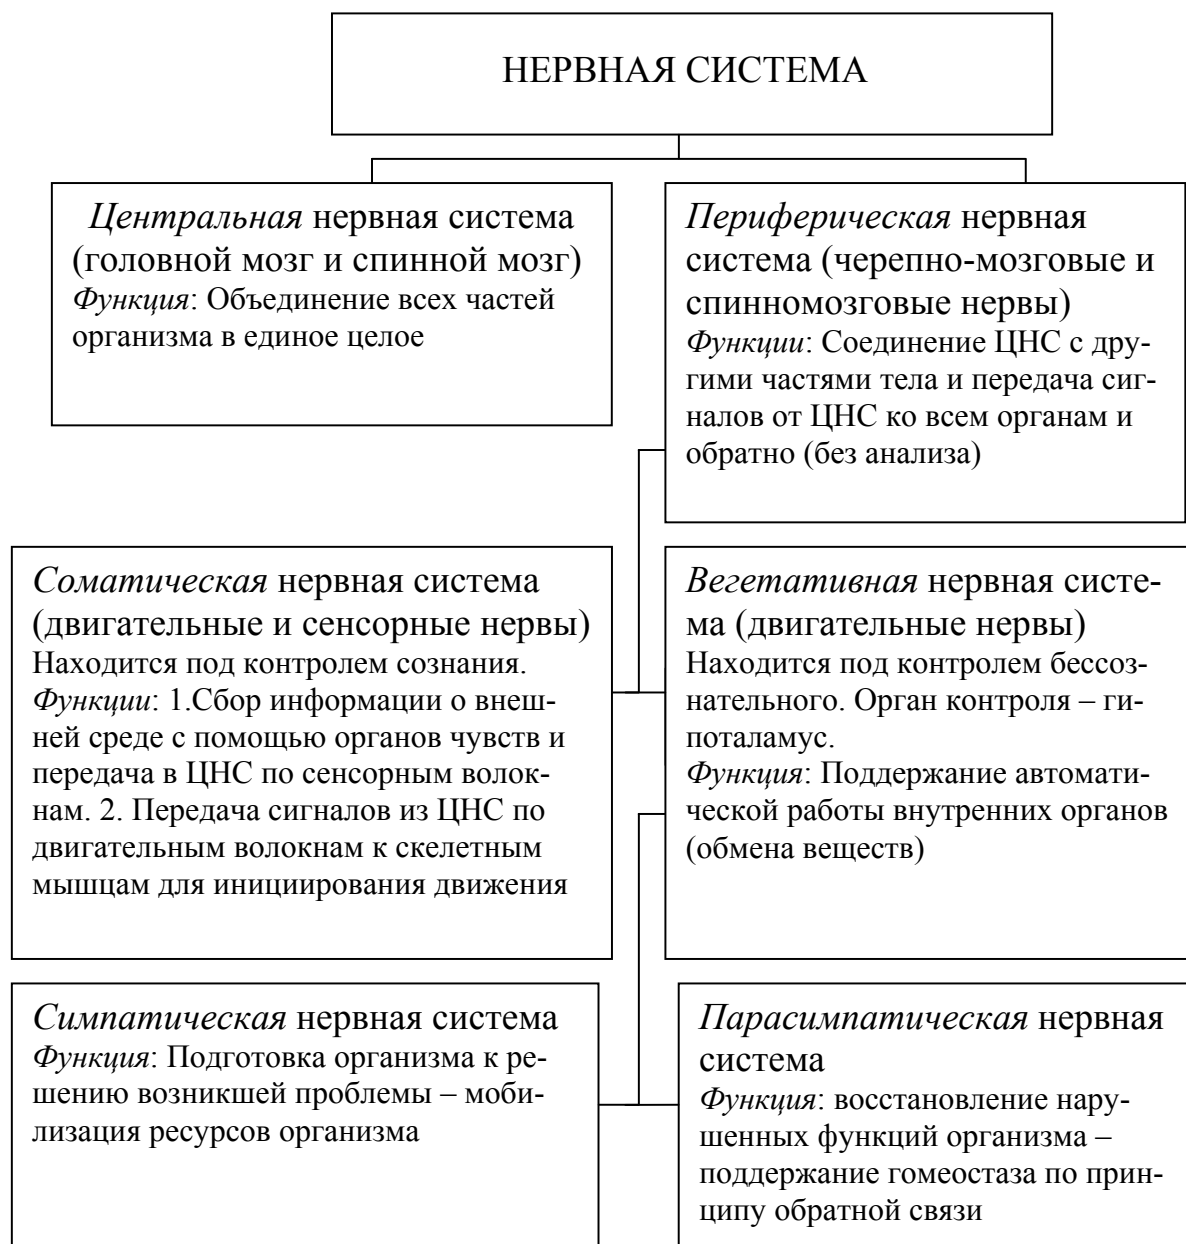 НЕРВНАЯ СИСТЕМА
Центральная нервная система
(головной мозг и спинной мозг)
Функция: Объединение всех частей
организма в единое целое
Периферическая нервная
система (черепно-мозговые и
спинномозговые нервы)
Функции: Соединение ЦНС с дру-
гими частями тела и передача сиг-
налов от ЦНС ко всем органам и
обратно (без анализа)
Соматическая нервная система
(двигательные и сенсорные нервы)
Находится под контролем сознания.
Функции: 1.Сбор информации о внеш-
ней среде с помощью органов чувств и
передача в ЦНС по сенсорным волок-
нам. 2. Передача сигналов из ЦНС по
двигательным волокнам к скелетным
мышцам для инициирования движения
Вегетативная нервная систе-
ма (двигательные нервы)
Находится под контролем бессоз-
нательного. Орган контроля – ги-
поталамус.
Функция: Поддержание автомати-
ческой работы внутренних органов
(обмена веществ)
Симпатическая нервная система
Функция: Подготовка организма к ре-
шению возникшей проблемы – моби-
лизация ресурсов организма
Парасимпатическая нервная
система
Функция: восстановление нару-
шенных функций организма –
поддержание гомеостаза по прин-
ципу обратной связи